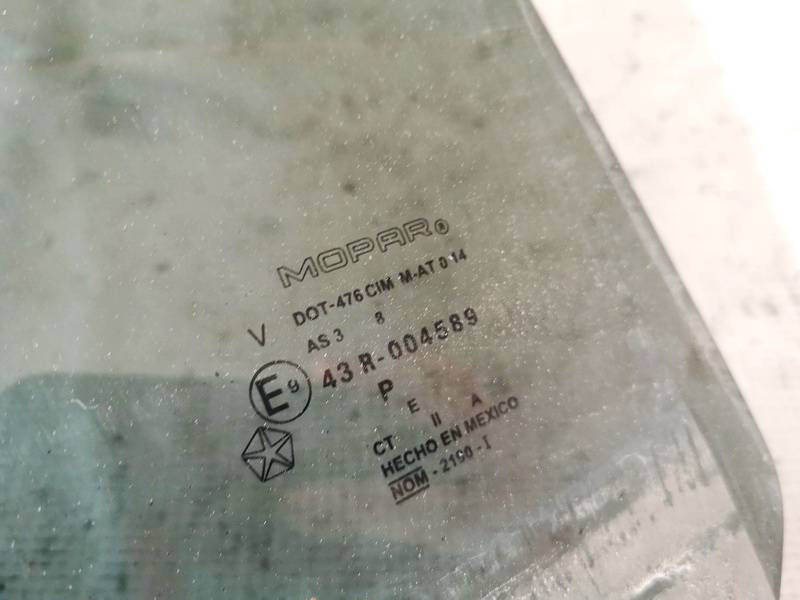 MOPAR®
DOT-476 CIM M-AT 0 14
V
AS 3 8
E9 43 R-004589
P
E
CT II A
HECHO EN MEXICO
NOM - 2190 - I